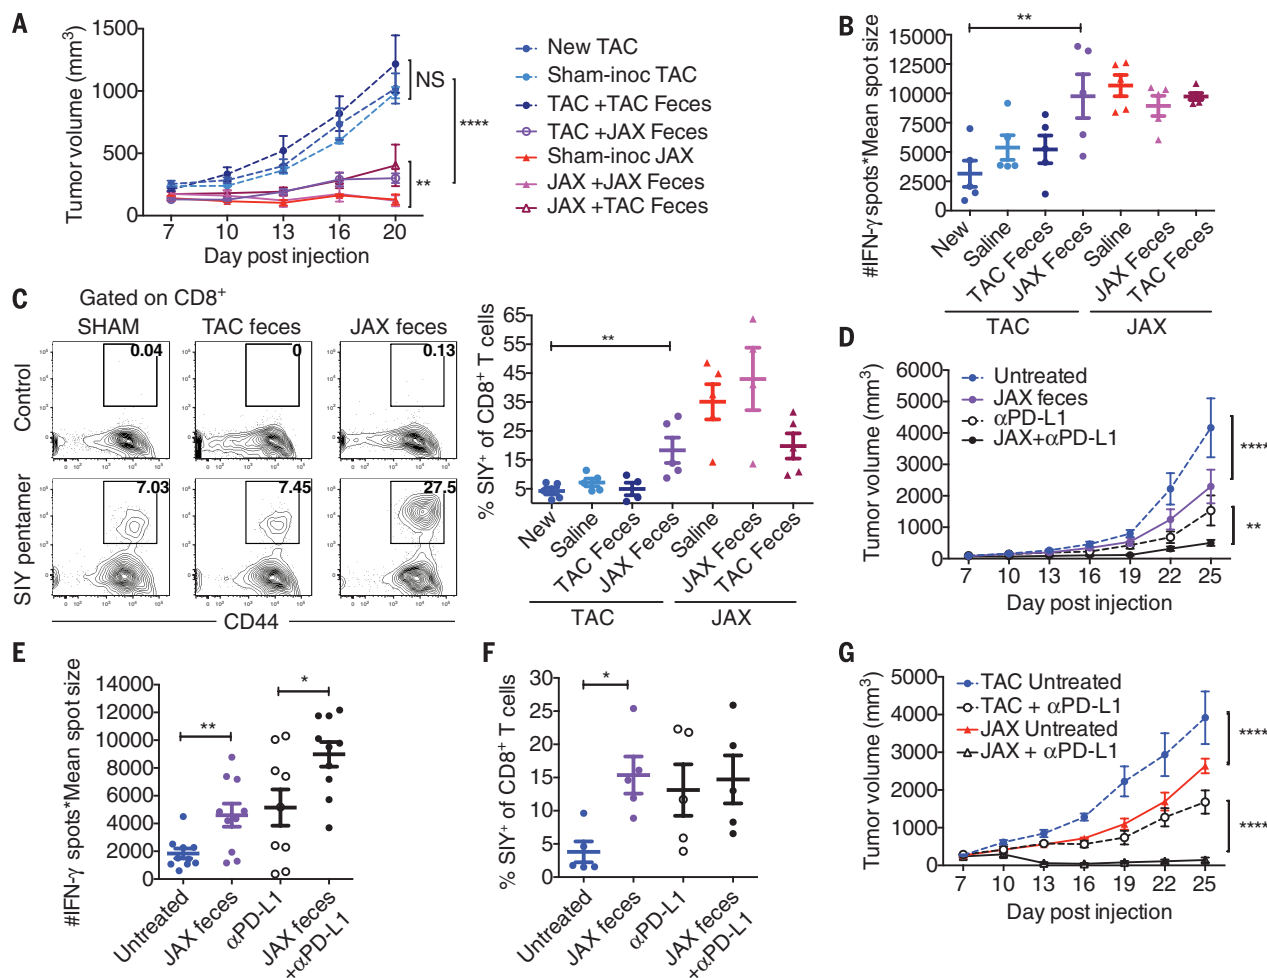 A
Tumor volume (mm³)
1500
1000
500
0
7 10 13 16 20
Day post injection
NS
****
**
New TAC
Sham-inoc TAC
TAC +TAC Feces
TAC +JAX Feces
Sham-inoc JAX
JAX +JAX Feces
JAX +TAC Feces
B
#IFN-γ spots*Mean spot size
**
15000
12500
10000
7500
5000
2500
0
New
Saline
TAC Feces
JAX Feces
Saline
JAX Feces
TAC Feces
TAC
JAX
C
Gated on CD8⁺
SHAM
TAC feces
JAX feces
Control
0.04
0
0.13
SIY pentamer
7.03
7.45
27.5
CD44
% SIY⁺ of CD8⁺ T cells
**
65
55
45
35
25
15
5
New
Saline
TAC Feces
JAX Feces
Saline
JAX Feces
TAC Feces
TAC
JAX
D
Tumor volume (mm³)
6000
5000
4000
3000
2000
1000
0
Untreated
JAX feces
αPD-L1
JAX+αPD-L1
****
**
7 10 13 16 19 22 25
Day post injection
E
#IFN-γ spots*Mean spot size
14000
12000
10000
8000
6000
4000
2000
0
**
*
Untreated
JAX feces
αPD-L1
JAX feces
+αPD-L1
F
% SIY⁺ of CD8⁺ T cells
30
25
20
15
10
5
0
*
Untreated
JAX feces
αPD-L1
JAX feces
+αPD-L1
G
Tumor volume (mm³)
5000
4000
3000
2000
1000
0
TAC Untreated
TAC + αPD-L1
JAX Untreated
JAX + αPD-L1
****
****
7 10 13 16 19 22 25
Day post injection